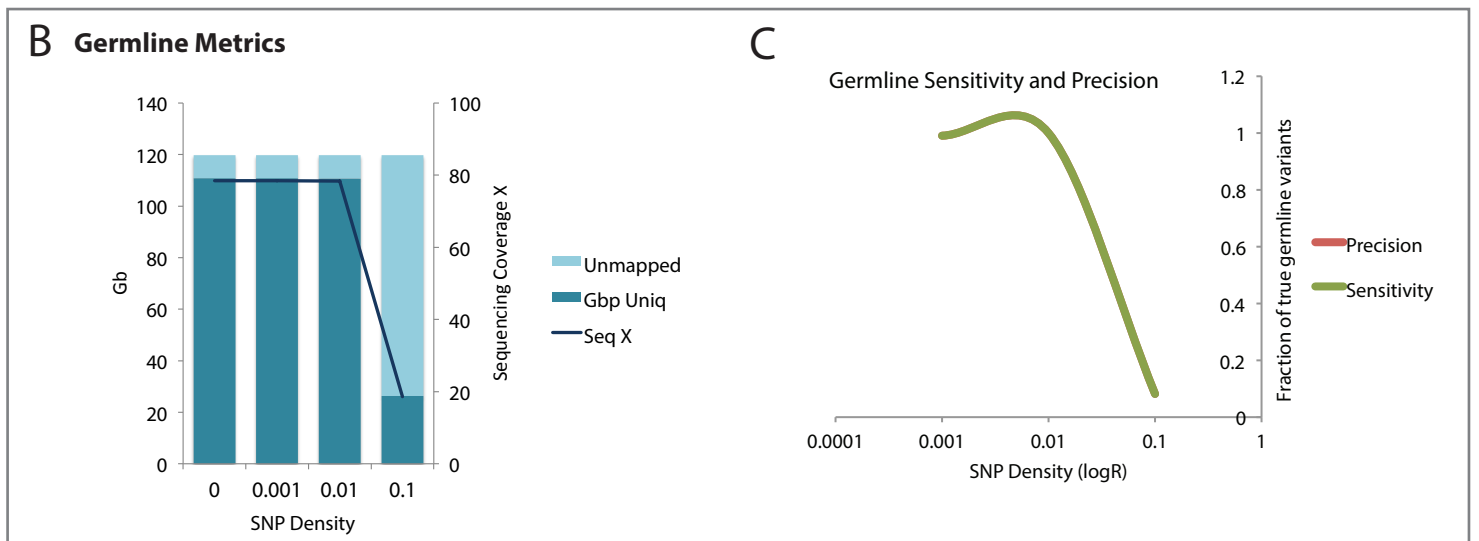 B Germline Metrics
140
120
100
80
60
40
20
0
Gb
100
80
60
40
20
0
Sequencing Coverage X
0 0.001 0.01 0.1
SNP Density
Unmapped
Gbp Uniq
Seq X
C
Germline Sensitivity and Precision
1.2
1
0.8
0.6
0.4
0.2
0
Fraction of true germline variants
0.0001 0.001 0.01 0.1 1
SNP Density (logR)
Precision
Sensitivity